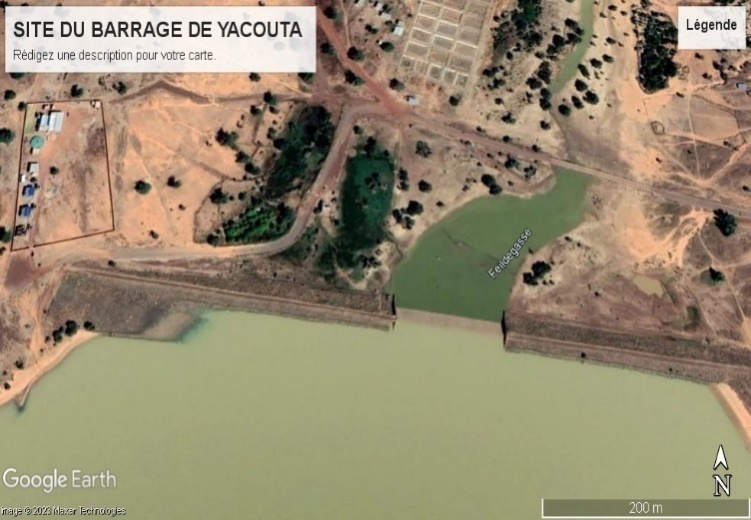 SITE DU BARRAGE DE YACOUTA
Rédigez une description pour votre carte.
Légende
Feildegasse
Google Earth
Image © 2023 Maxar Technologies
N
200 m